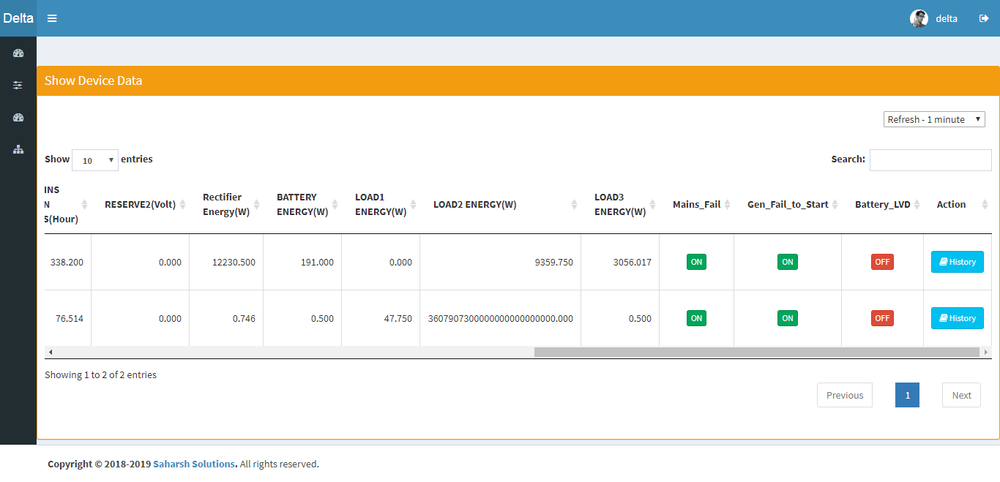 Delta
delta
Show Device Data
Refresh - 1 minute
Show 10 entries
Search:
INS
N
S(Hour)
RESERVE2(Volt)
Rectifier
Energy(W)
BATTERY
ENERGY(W)
LOAD1
ENERGY(W)
LOAD2 ENERGY(W)
LOAD3
ENERGY(W)
Mains_Fail
Gen_Fail_to_Start
Battery_LVD
Action
338.200 0.000 12230.500 191.000 0.000 9359.750 3056.017 ON ON OFF History
76.514 0.000 0.746 0.500 47.750 3607907300000000000000000.000 0.500 ON ON OFF History
Showing 1 to 2 of 2 entries
Previous 1 Next
Copyright © 2018-2019 Saharsh Solutions. All rights reserved.